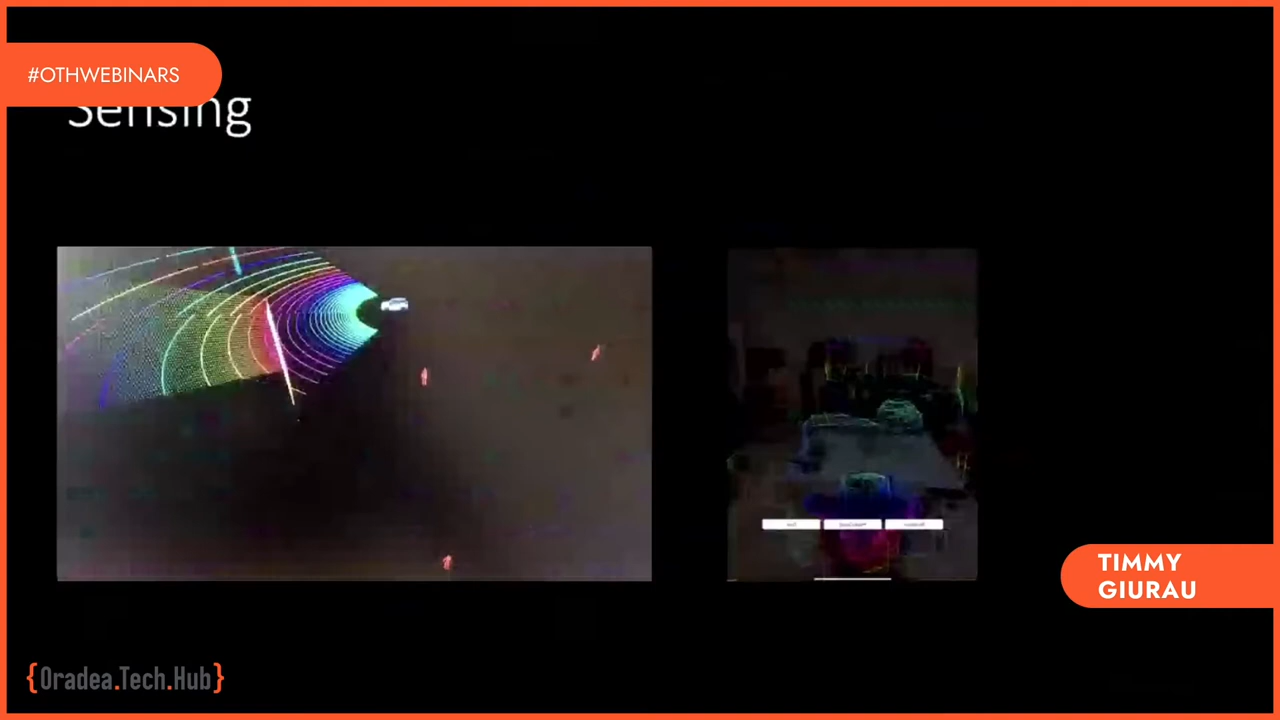 #OTHWEBINARS
Sensing
TIMMY
GIURAU
{Oradea.Tech.Hub}